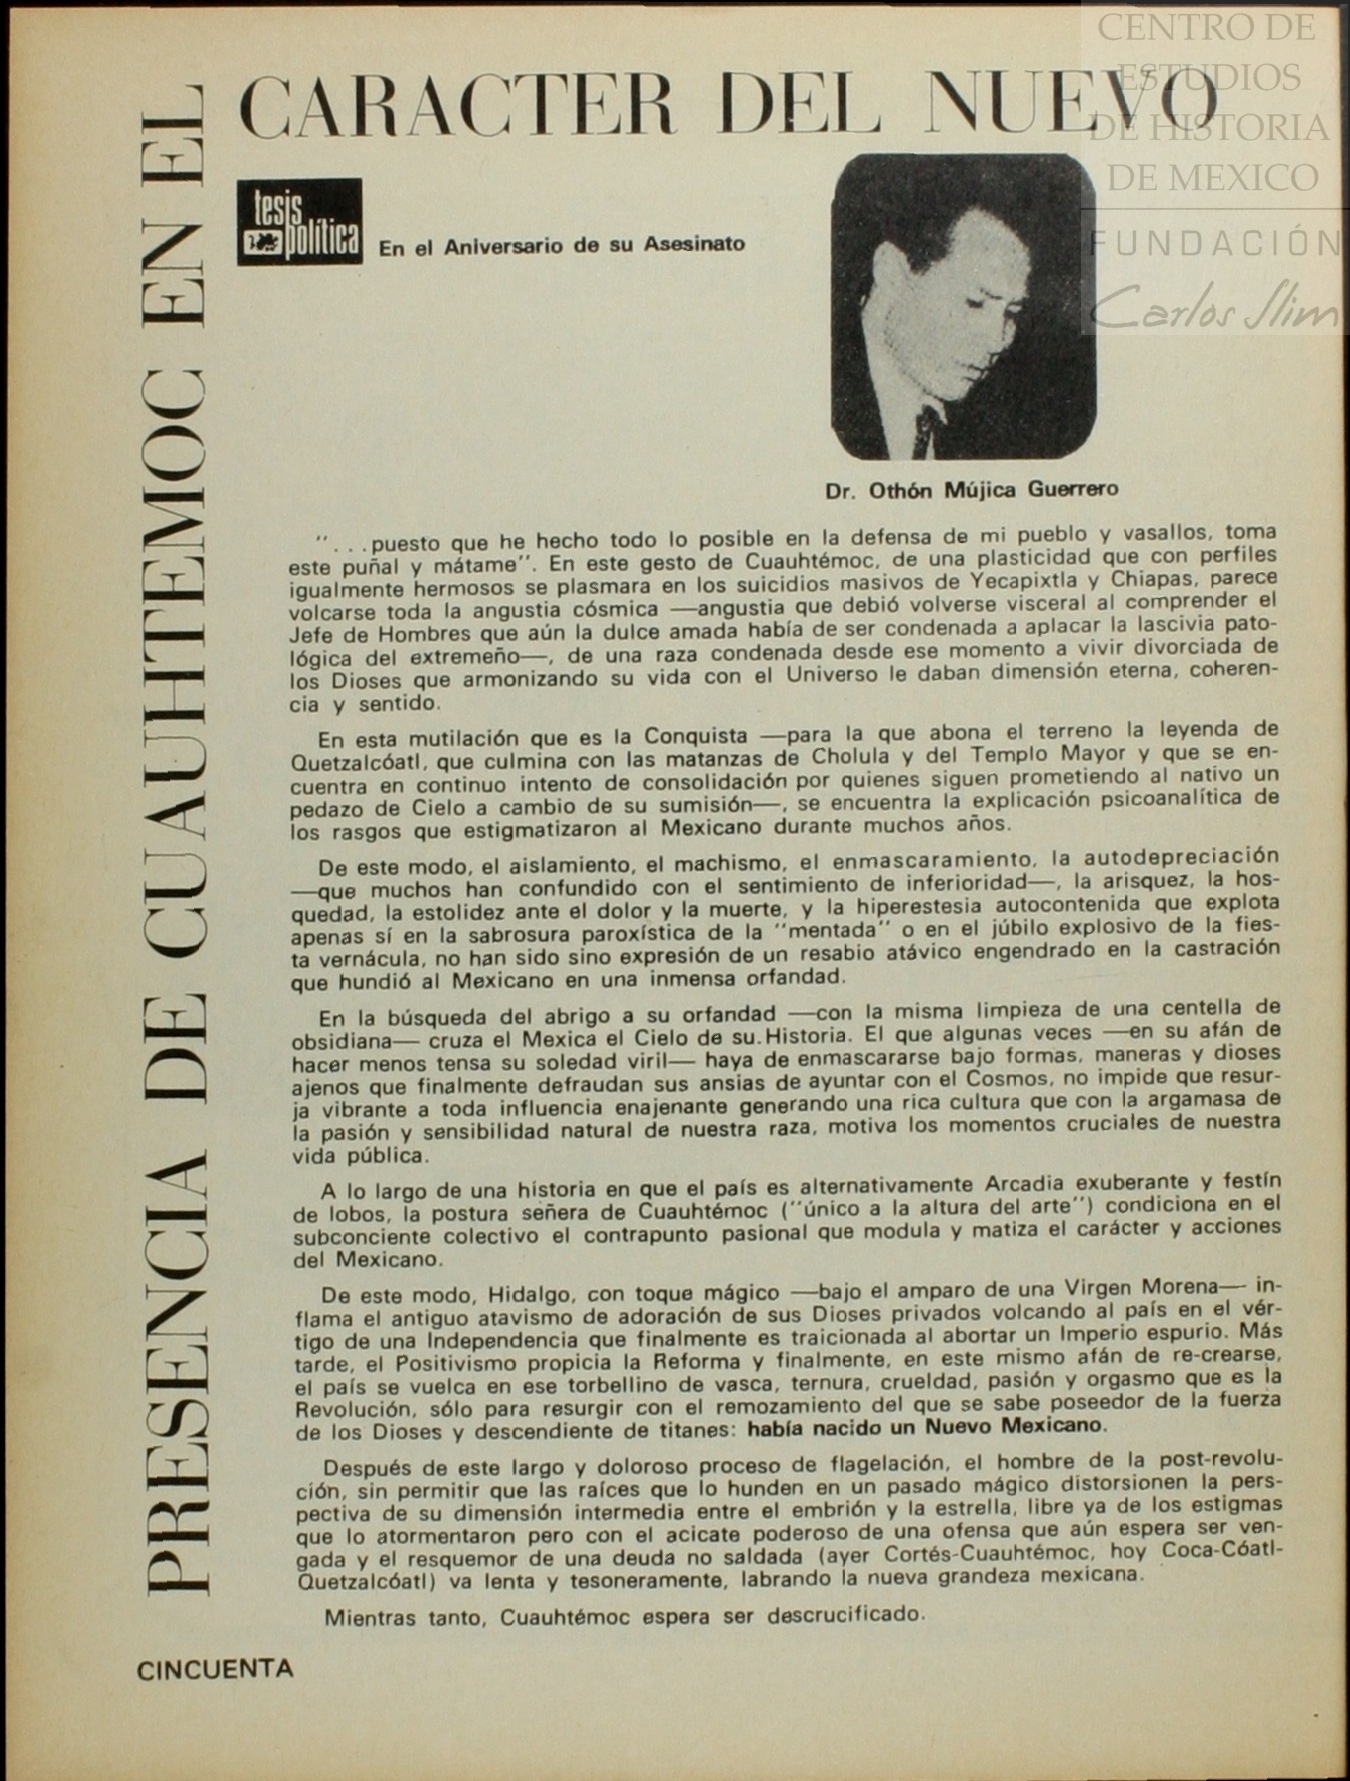 PRESENCIA DE CUAUHTEMOC EN EL
CARACTER DEL NUEVO
CENTRO DE
ESTUDIOS
DE HISTORIA
DE MEXICO
FUNDACIÓN
Carlos Slim
tesis
política
En el Aniversario de su Asesinato
Dr. Othón Mújica Guerrero
". . . puesto que he hecho todo lo posible en la defensa de mi pueblo y vasallos, toma
este puñal y mátame". En este gesto de Cuauhtémoc, de una plasticidad que con perfiles
igualmente hermosos se plasmara en los suicidios masivos de Yecapixtla y Chiapas, parece
volcarse toda la angustia cósmica —angustia que debió volverse visceral al comprender el
Jefe de Hombres que aún la dulce amada había de ser condenada a aplacar la lascivia pato-
lógica del extremeño—, de una raza condenada desde ese momento a vivir divorciada de
los Dioses que armonizando su vida con el Universo le daban dimensión eterna, coheren-
cia y sentido.
En esta mutilación que es la Conquista —para la que abona el terreno la leyenda de
Quetzalcóatl, que culmina con las matanzas de Cholula y del Templo Mayor y que se en-
cuentra en continuo intento de consolidación por quienes siguen prometiendo al nativo un
pedazo de Cielo a cambio de su sumisión—, se encuentra la explicación psicoanalítica de
los rasgos que estigmatizaron al Mexicano durante muchos años.
De este modo, el aislamiento, el machismo, el enmascaramiento, la autodepreciación
—que muchos han confundido con el sentimiento de inferioridad—, la arisquez, la hos-
quedad, la estolidez ante el dolor y la muerte, y la hiperestesia autocontenida que explota
apenas sí en la sabrosura paroxística de la "mentada" o en el júbilo explosivo de la fies-
ta vernácula, no han sido sino expresión de un resabio atávico engendrado en la castración
que hundió al Mexicano en una inmensa orfandad.
En la búsqueda del abrigo a su orfandad —con la misma limpieza de una centella de
obsidiana— cruza el Mexica el Cielo de su.Historia. El que algunas veces —en su afán de
hacer menos tensa su soledad viril— haya de enmascararse bajo formas, maneras y dioses
ajenos que finalmente defraudan sus ansias de ayuntar con el Cosmos, no impide que resur-
ja vibrante a toda influencia enajenante generando una rica cultura que con la argamasa de
la pasión y sensibilidad natural de nuestra raza, motiva los momentos cruciales de nuestra
vida pública.
A lo largo de una historia en que el país es alternativamente Arcadia exuberante y festín
de lobos, la postura señera de Cuauhtémoc ("único a la altura del arte") condiciona en el
subconciente colectivo el contrapunto pasional que modula y matiza el carácter y acciones
del Mexicano.
De este modo, Hidalgo, con toque mágico —bajo el amparo de una Virgen Morena— in-
flama el antiguo atavismo de adoración de sus Dioses privados volcando al país en el vér-
tigo de una Independencia que finalmente es traicionada al abortar un Imperio espurio. Más
tarde, el Positivismo propicia la Reforma y finalmente, en este mismo afán de re-crearse,
el país se vuelca en ese torbellino de vasca, ternura, crueldad, pasión y orgasmo que es la
Revolución, sólo para resurgir con el remozamiento del que se sabe poseedor de la fuerza
de los Dioses y descendiente de titanes: había nacido un Nuevo Mexicano.
Después de este largo y doloroso proceso de flagelación, el hombre de la post-revolu-
ción, sin permitir que las raíces que lo hunden en un pasado mágico distorsionen la pers-
pectiva de su dimensión intermedia entre el embrión y la estrella, libre ya de los estigmas
que lo atormentaron pero con el acicate poderoso de una ofensa que aún espera ser ven-
gada y el resquemor de una deuda no saldada (ayer Cortés-Cuauhtémoc, hoy Coca-Cóatl-
Quetzalcóatl) va lenta y tesoneramente, labrando la nueva grandeza mexicana.
Mientras tanto, Cuauhtémoc espera ser descrucificado.
CINCUENTA